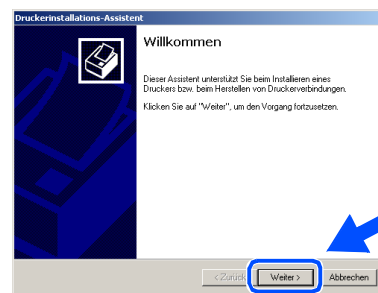 Druckerinstallations-Assistent
Willkommen
Dieser Assistent unterstützt Sie beim Installieren eines
Druckers bzw. beim Herstellen von Druckerverbindungen.
Klicken Sie auf "Weiter", um den Vorgang fortzusetzen.
< Zurück Weiter > Abbrechen